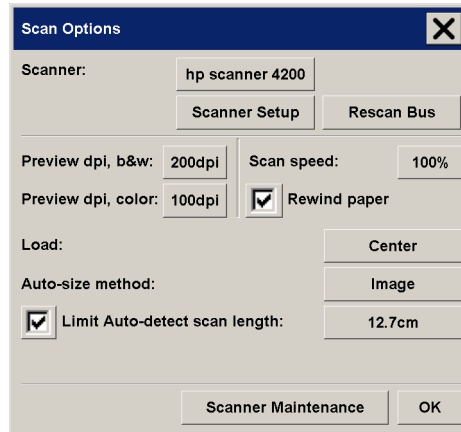 Scan Options
Scanner:
hp scanner 4200
Scanner Setup
Rescan Bus
Preview dpi, b&w:
200dpi
Scan speed:
100%
Preview dpi, color:
100dpi
Rewind paper
Load:
Center
Auto-size method:
Image
Limit Auto-detect scan length:
12.7cm
Scanner Maintenance
OK